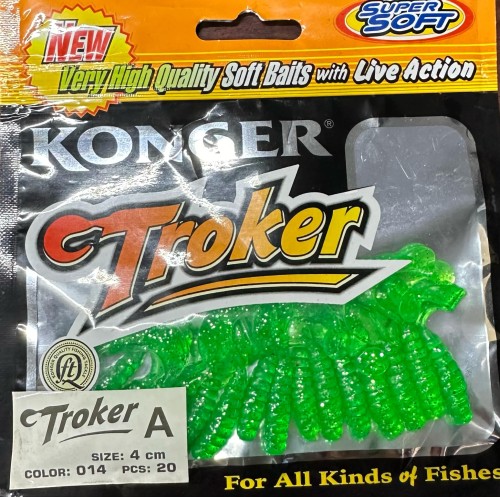 NEW
SUPER
SOFT
Very High Quality Soft Baits with Live Action
KONGER®
Troker
ft
Troker A
SIZE: 4 cm
COLOR: 014 PCS: 20
For All Kinds of Fishes